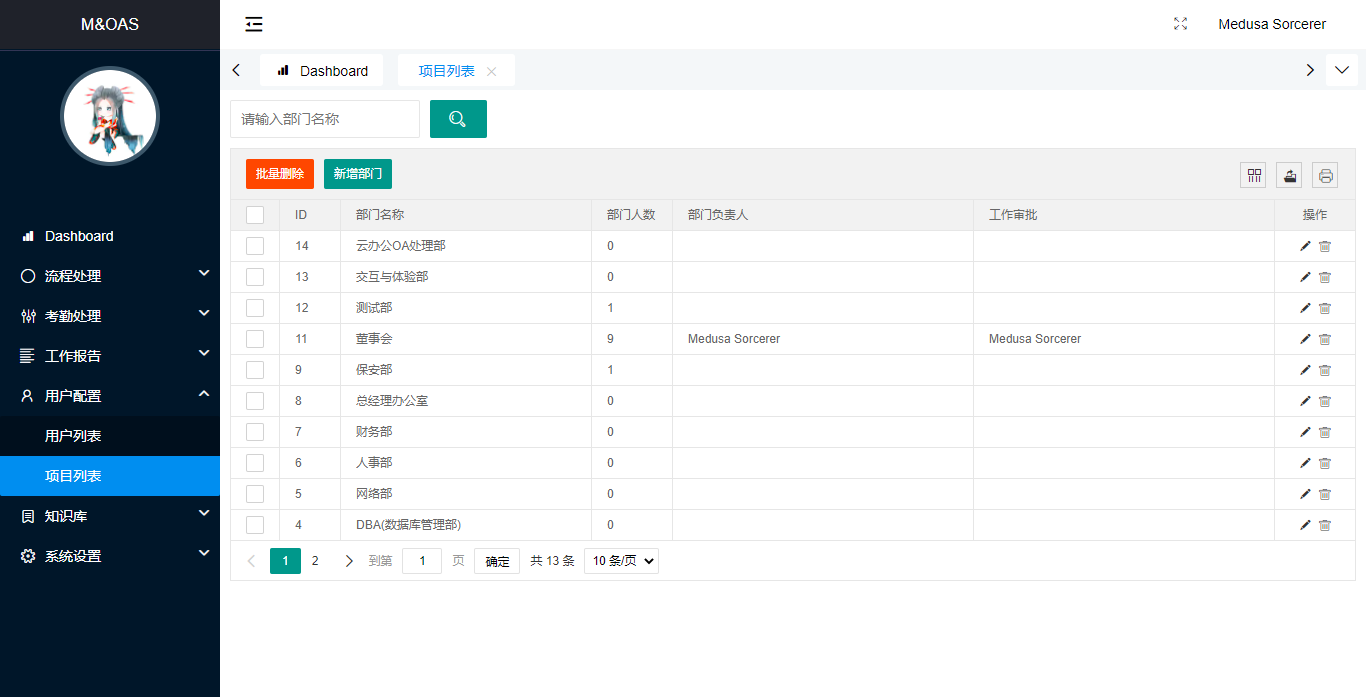 M&OAS
Medusa Sorcerer
Dashboard
项目列表
Dashboard
流程处理
考勤处理
工作报告
用户配置
用户列表
项目列表
知识库
系统设置
请输入部门名称
批量删除 新增部门
ID 部门名称 部门人数 部门负责人 工作审批 操作
14 云办公OA处理部 0
13 交互与体验部 0
12 测试部 1
11 董事会 9 Medusa Sorcerer Medusa Sorcerer
9 保安部 1
8 总经理办公室 0
7 财务部 0
6 人事部 0
5 网络部 0
4 DBA(数据库管理部) 0
1 2 到第 1 页 确定 共 13 条 10 条/页